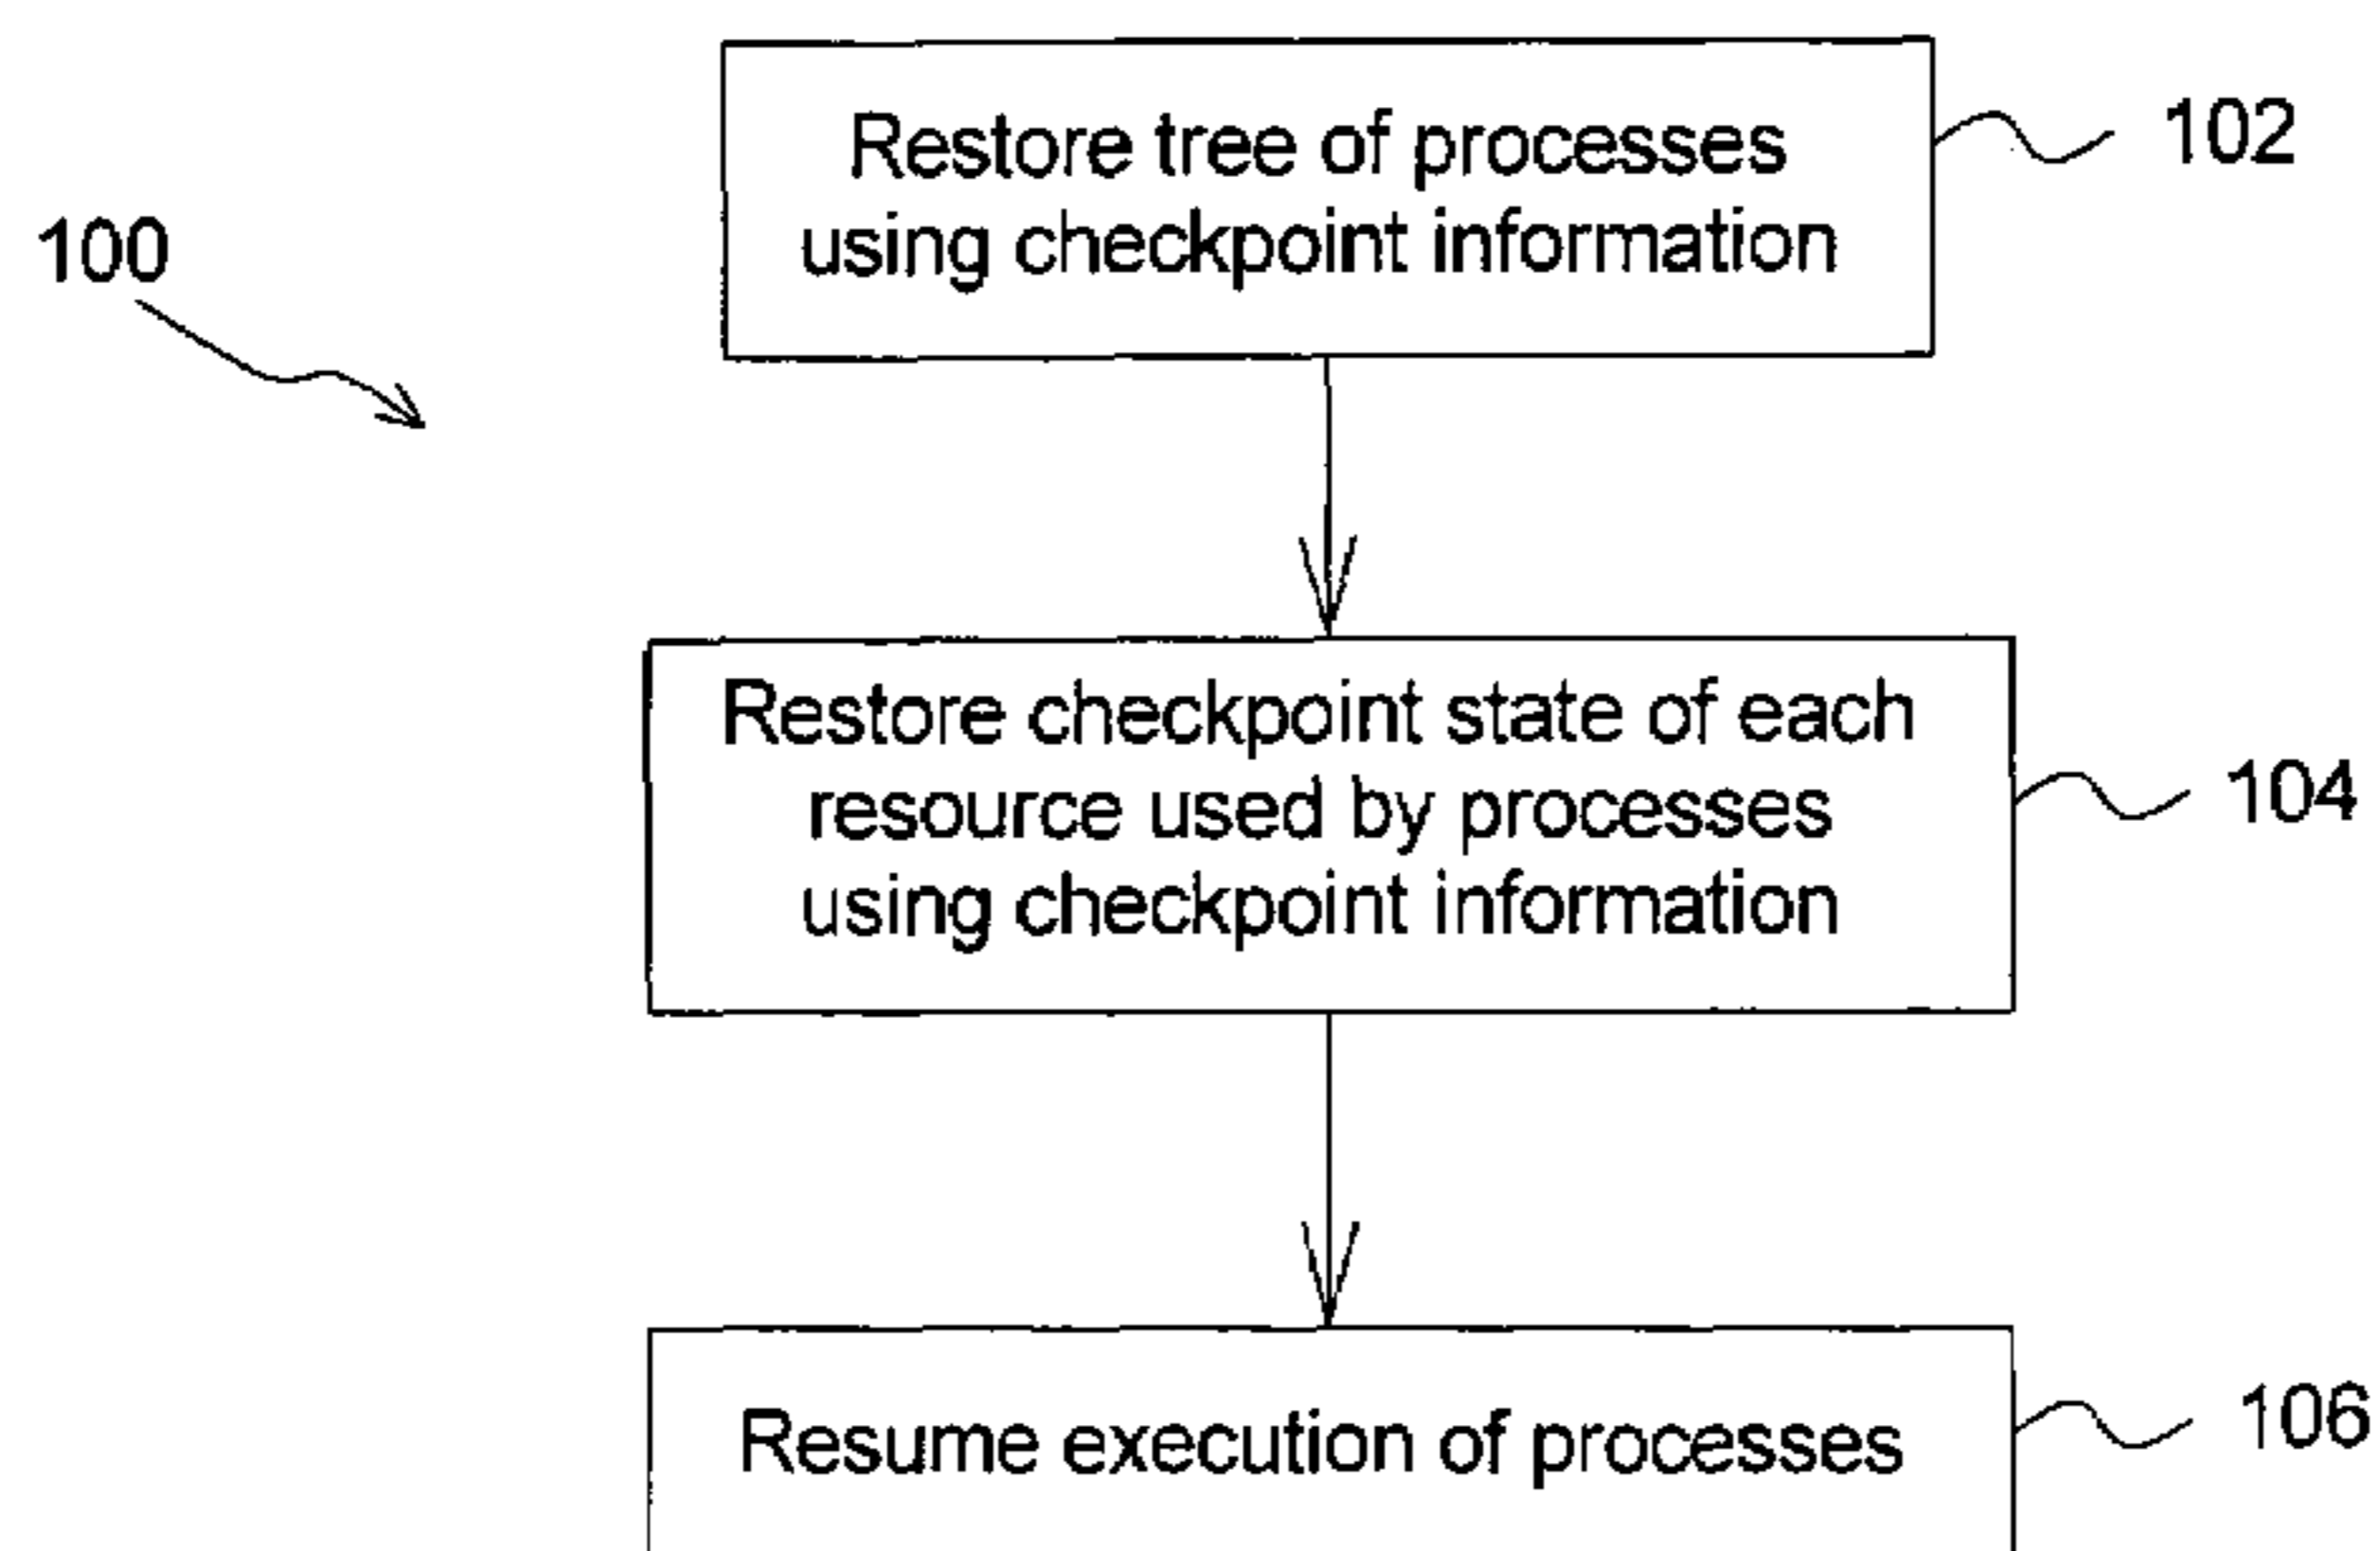 Restore tree of processes
using checkpoint information
102
100
Restore checkpoint state of each
resource used by processes
using checkpoint information
104
Resume execution of processes
106